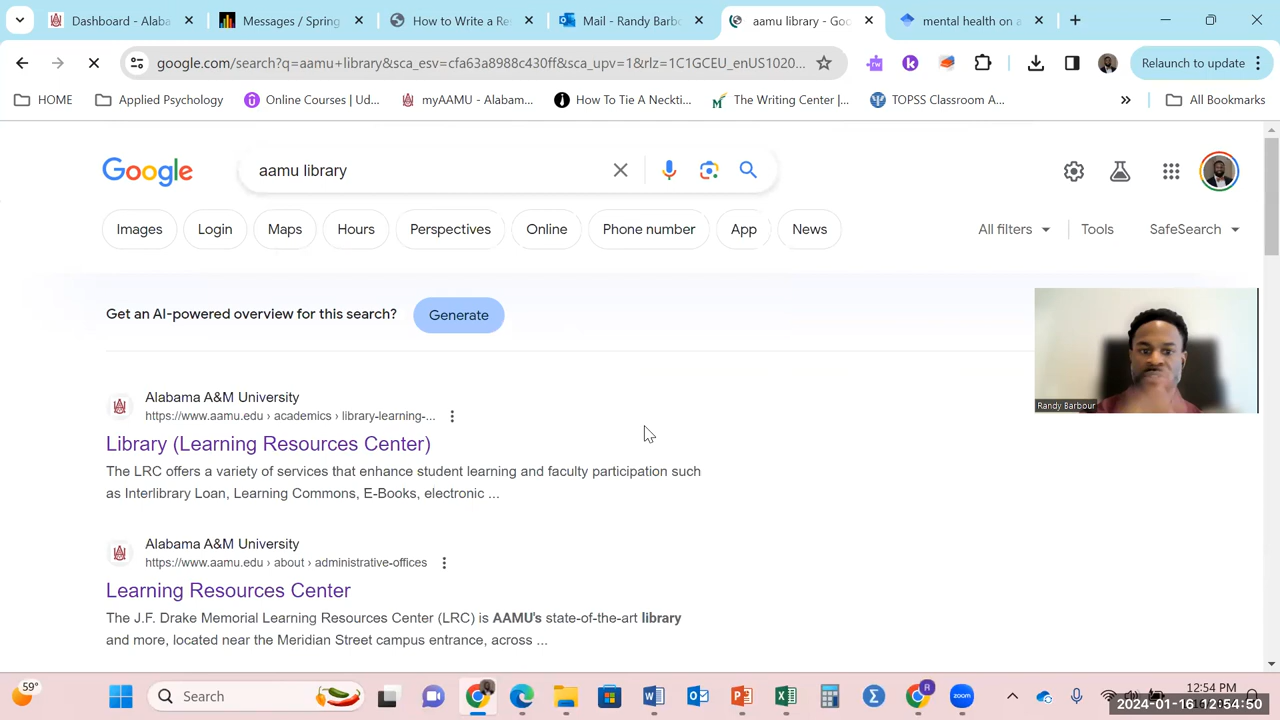 Dashboard - Alaba
Messages / Spring
How to Write a Re
Mail - Randy Barbo
aamu library - Goo
mental health on a
google.com/search?q=aamu+library&sca_esv=cfa63a8988c430ff&sca_upv=1&rlz=1C1GCEU_enUS1020...
Relaunch to update
HOME
Applied Psychology
Online Courses | Ud...
myAAMU - Alabam...
How To Tie A Neckti...
The Writing Center |...
TOPSS Classroom A...
All Bookmarks
Google
aamu library
Images
Login
Maps
Hours
Perspectives
Online
Phone number
App
News
All filters
Tools
SafeSearch
Get an AI-powered overview for this search?
Generate
Alabama A&M University
https://www.aamu.edu › academics › library-learning-...
Library (Learning Resources Center)
The LRC offers a variety of services that enhance student learning and faculty participation such
as Interlibrary Loan, Learning Commons, E-Books, electronic ...
Randy Barbour
Alabama A&M University
https://www.aamu.edu › about › administrative-offices
Learning Resources Center
The J.F. Drake Memorial Learning Resources Center (LRC) is AAMU's state-of-the-art library
and more, located near the Meridian Street campus entrance, across ...
59°
Search
zoom
12:54 PM
2024-01-16 12:54:50